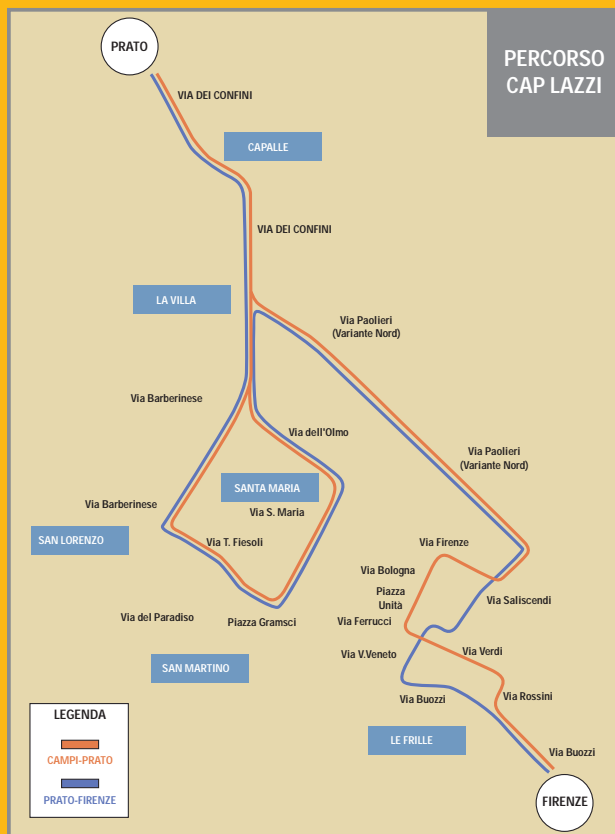 PRATO
PERCORSO
CAP LAZZI
VIA DEI CONFINI
CAPALLE
VIA DEI CONFINI
LA VILLA
Via Paolieri
(Variante Nord)
Via Barberinese
Via dell'Olmo
Via Paolieri
(Variante Nord)
SANTA MARIA
Via Barberinese
Via S. Maria
SAN LORENZO
Via T. Fiesoli
Via Firenze
Via Bologna
Piazza
Unità
Via Saliscendi
Via del Paradiso
Piazza Gramsci
Via Ferrucci
Via V.Veneto
Via Verdi
SAN MARTINO
Via Buozzi
Via Rossini
LEGENDA
CAMPI-PRATO
PRATO-FIRENZE
LE FRILLE
Via Buozzi
FIRENZE